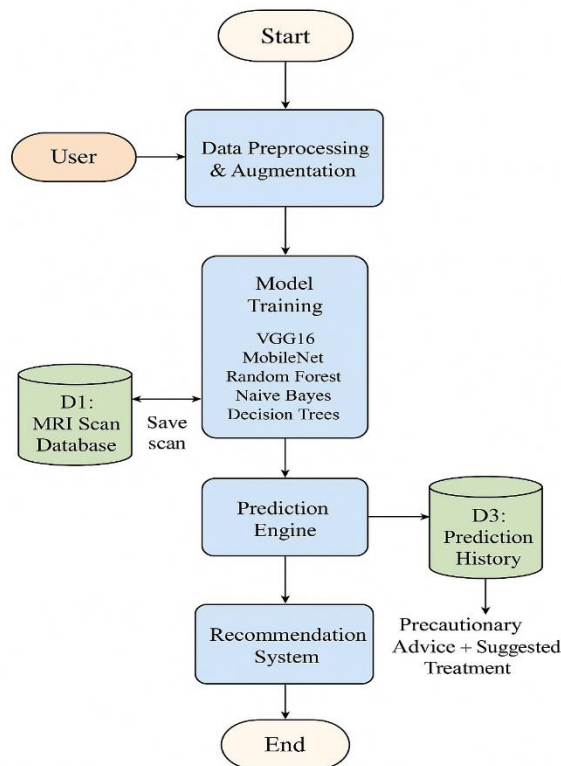 Start
User
Data Preprocessing
& Augmentation
Model
Training
VGG16
MobileNet
Random Forest
Naive Bayes
Decision Trees
D1:
MRI Scan
Database
Save
scan
Prediction
Engine
D3:
Prediction
History
Recommendation
System
Precautionary
Advice + Suggested
Treatment
End